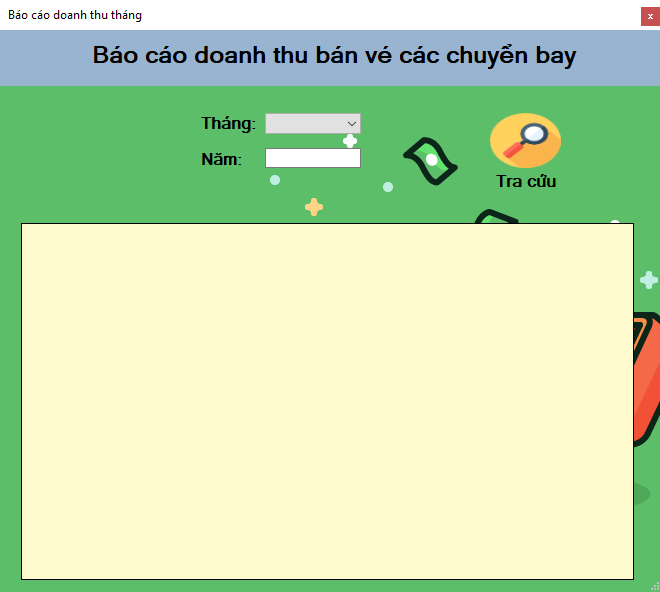 Báo cáo doanh thu tháng
Báo cáo doanh thu bán vé các chuyển bay
Tháng:
Năm:
Tra cứu